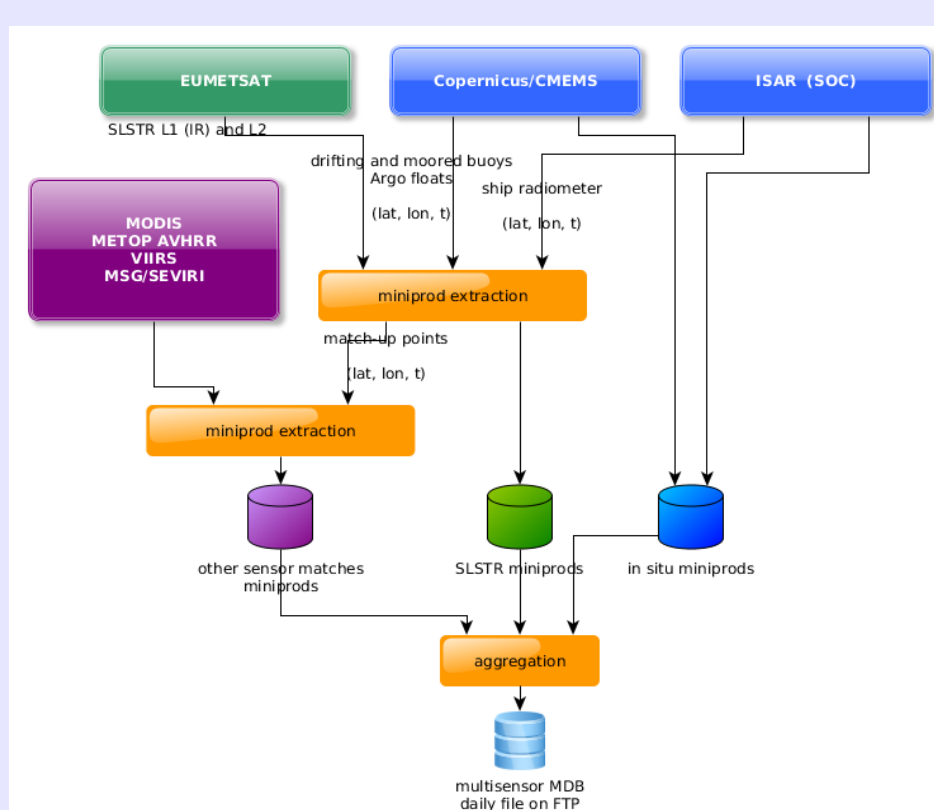 EUMETSAT
Copernicus/CMEMS
ISAR (SOC)
SLSTR L1 (IR) and L2
drifting and moored buoys
Argo floats
(lat, lon, t)
ship radiometer
(lat, lon, t)
MODIS
METOP AVHRR
VIIRS
MSG/SEVIRI
miniprod extraction
match-up points
(lat, lon, t)
miniprod extraction
other sensor matches
miniprods
SLSTR miniprods
in situ miniprods
aggregation
multisensor MDB
daily file on FTP